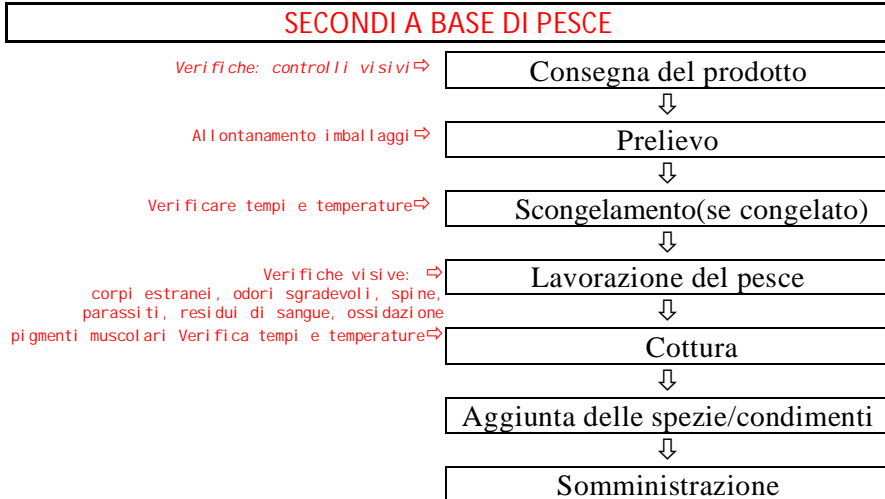 SECONDI A BASE DI PESCE
Verifiche: controlli visivi⇨
Consegna del prodotto
⇩
Allontanamento imballaggi⇨
Prelievo
⇩
Verificare tempi e temperature⇨
Scongelamento(se congelato)
⇩
Verifiche visive: ⇨
corpi estranei, odori sgradevoli, spine,
parassiti, residui di sangue, ossidazione
Lavorazione del pesce
⇩
pigmenti muscolari Verifica tempi e temperature⇨
Cottura
⇩
Aggiunta delle spezie/condimenti
⇩
Somministrazione